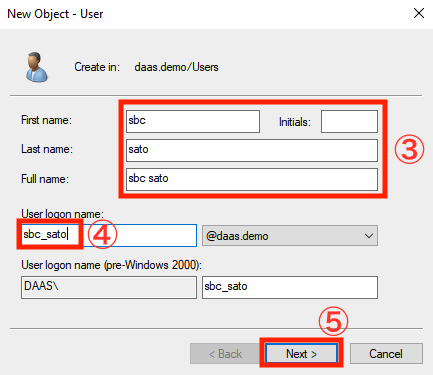 New Object - User
Create in: daas.demo/Users
First name: sbc Initials:
Last name: sato
Full name: sbc sato
③
User logon name:
sbc_sato ④ @daas.demo
User logon name (pre-Windows 2000):
DAAS\ sbc_sato
⑤
< Back Next > Cancel